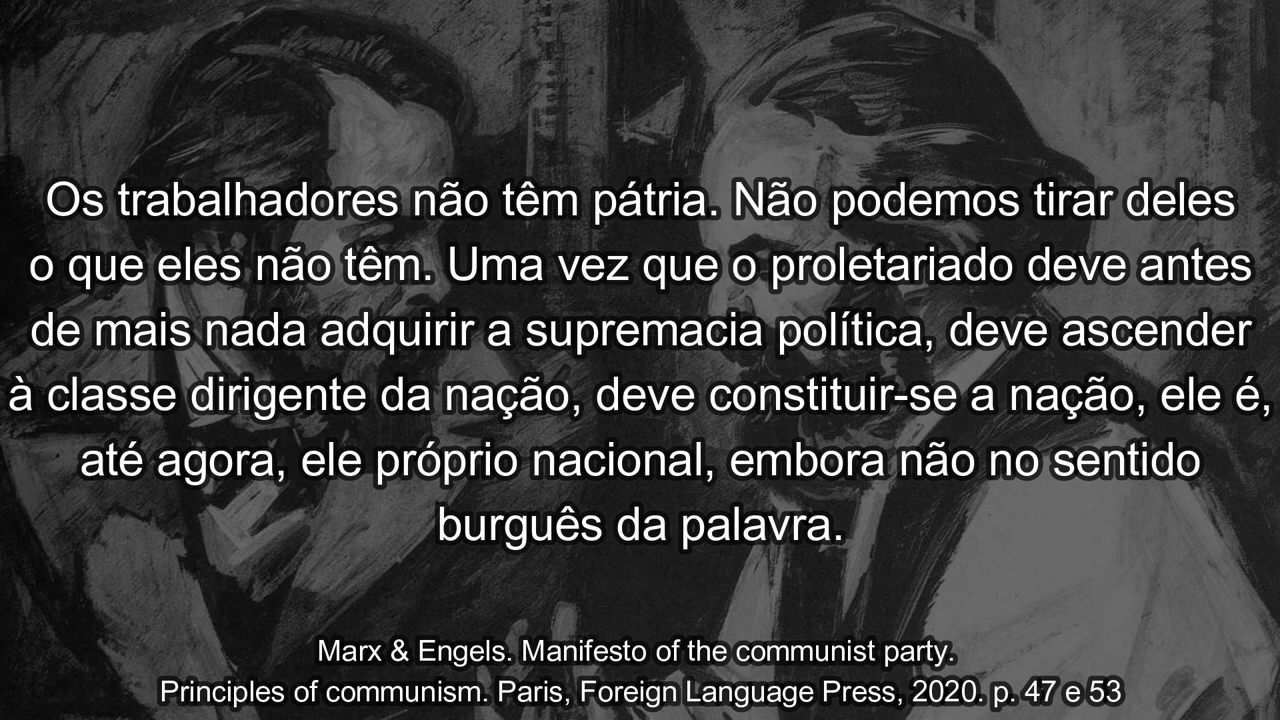 Os trabalhadores não têm pátria. Não podemos tirar deles
o que eles não têm. Uma vez que o proletariado deve antes
de mais nada adquirir a supremacia política, deve ascender
à classe dirigente da nação, deve constituir-se a nação, ele é,
até agora, ele próprio nacional, embora não no sentido
burguês da palavra.
Marx & Engels. Manifesto of the communist party.
Principles of communism. Paris, Foreign Language Press, 2020. p. 47 e 53